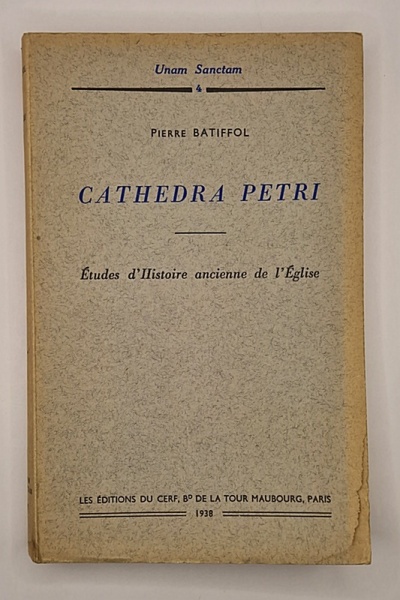 Unam Sanctam
4
PIERRE BATIFFOL
CATHEDRA PETRI
Études d'Histoire ancienne de l'Église
LES ÉDITIONS DU CERF, Bᴰ DE LA TOUR MAUBOURG, PARIS
1938